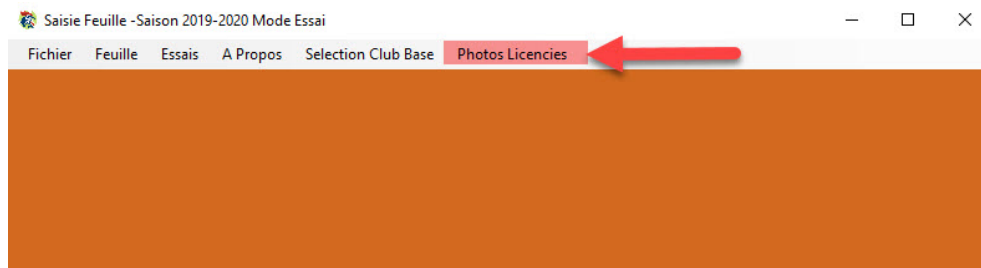 Saisie Feuille -Saison 2019-2020 Mode Essai
Fichier Feuille Essais A Propos Selection Club Base Photos Licencies